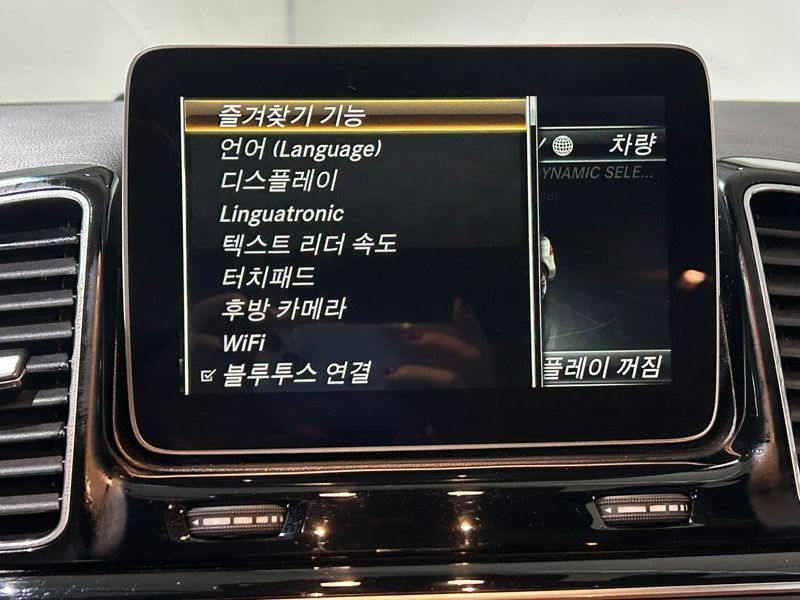 즐겨찾기 기능
언어 (Language)
디스플레이
Linguatronic
텍스트 리더 속도
터치패드
후방 카메라
WiFi
블루투스 연결
차량
YNAMIC SELE...
플레이 꺼짐